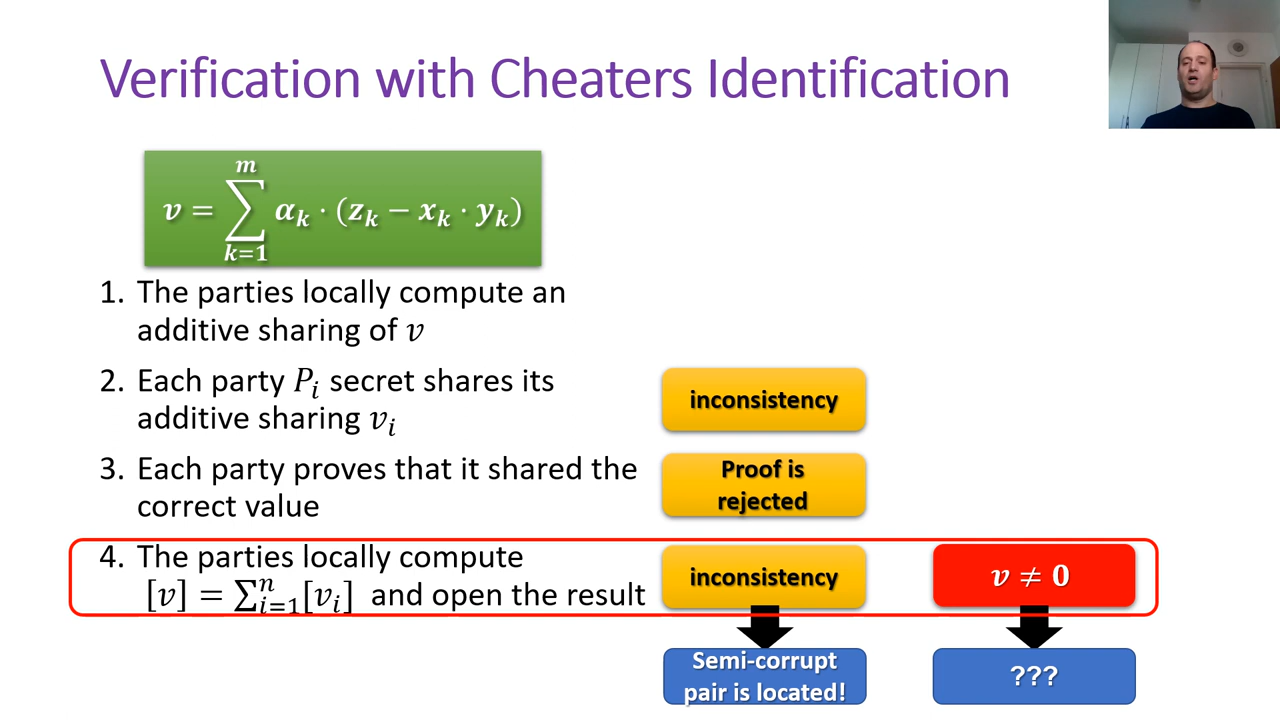 Verification with Cheaters Identification
v = ∑_{k=1}^{m} α_k · (z_k − x_k · y_k)
1. The parties locally compute an
additive sharing of v
2. Each party P_i secret shares its
additive sharing v_i
inconsistency
3. Each party proves that it shared the
correct value
Proof is
rejected
4. The parties locally compute
[v] = ∑_{i=1}^{n} [v_i] and open the result
inconsistency
v ≠ 0
Semi-corrupt
pair is located!
???